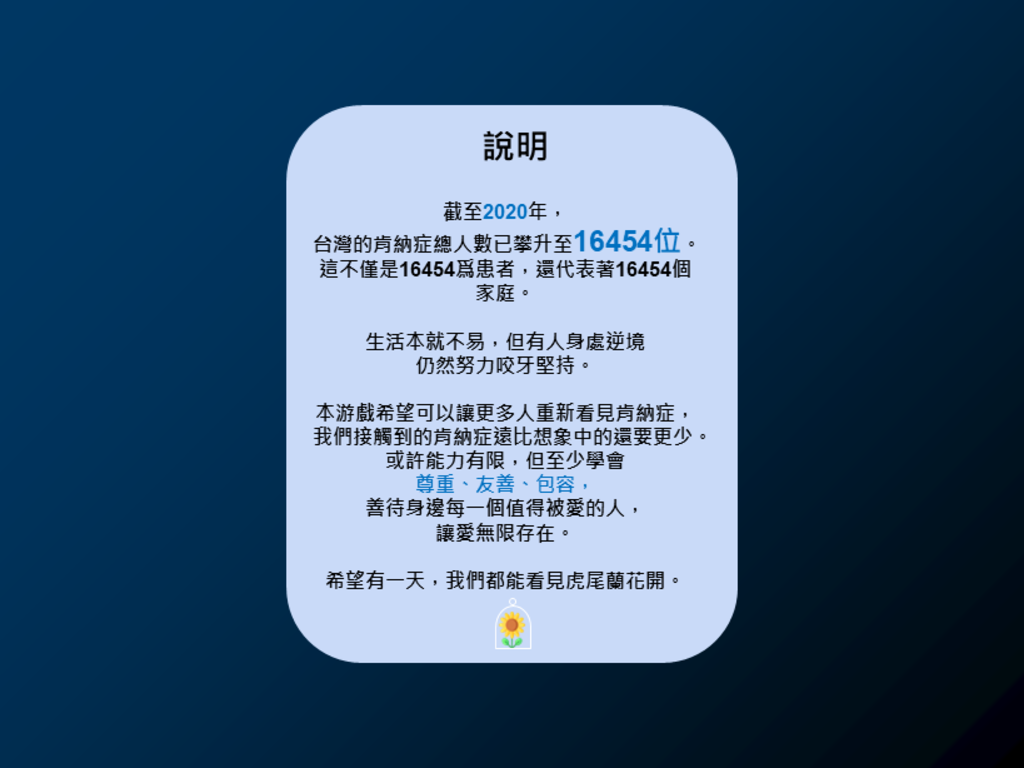 說明
截至2020年，
台灣的肯納症總人數已攀升至16454位。
這不僅是16454爲患者，還代表著16454個
家庭。
生活本就不易，但有人身處逆境
仍然努力咬牙堅持。
本游戲希望可以讓更多人重新看見肯納症，
我們接觸到的肯納症遠比想象中的還要更少。
或許能力有限，但至少學會
尊重、友善、包容，
善待身邊每一個值得被愛的人，
讓愛無限存在。
希望有一天，我們都能看見虎尾蘭花開。